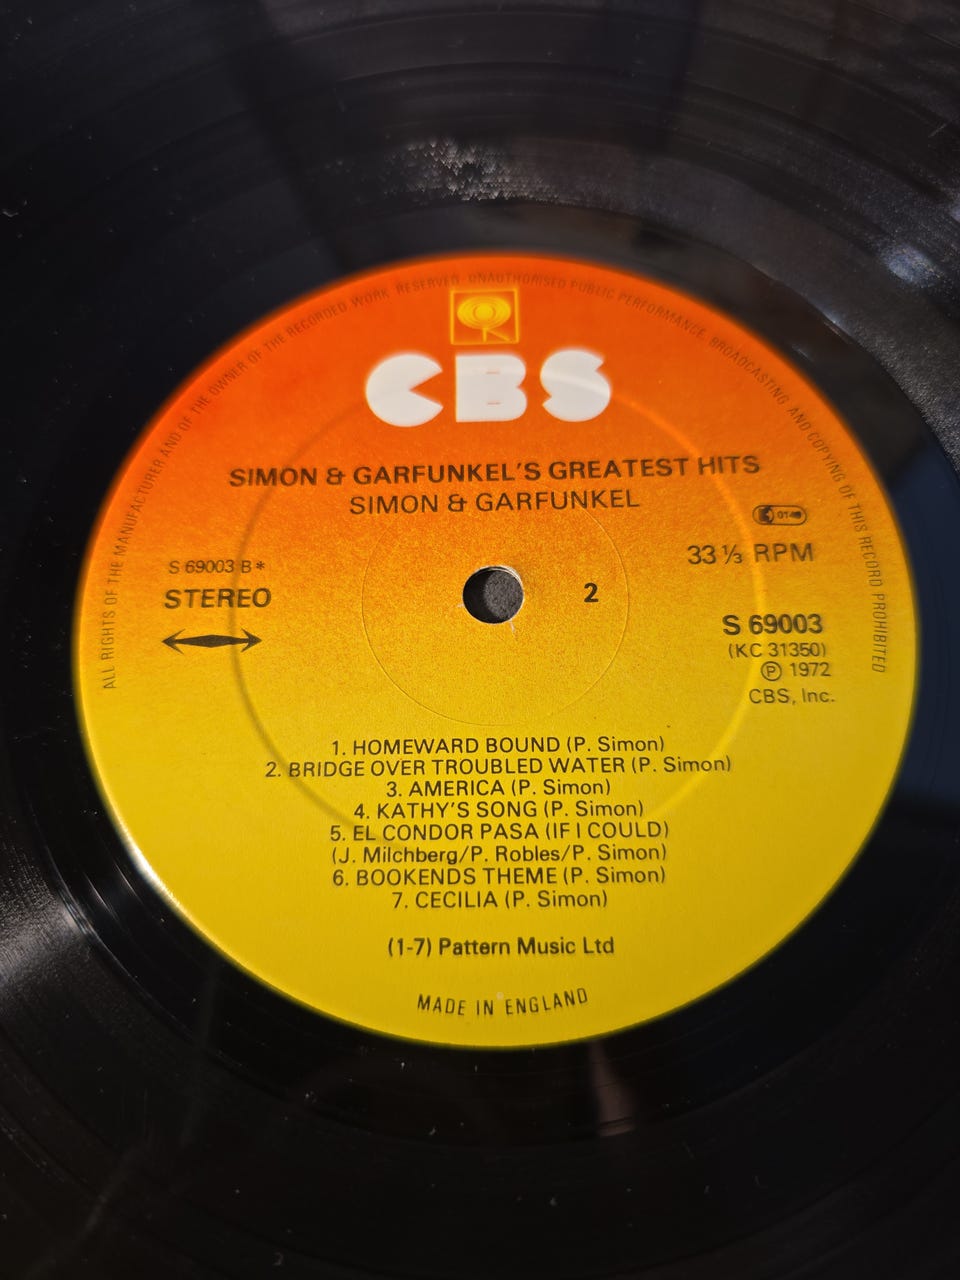 ALL RIGHTS OF THE MANUFACTURER AND OF THE OWNER OF THE RECORDED WORK RESERVED. UNAUTHORISED PUBLIC PERFORMANCE, BROADCASTING AND COPYING OF THIS RECORD PROHIBITED
CBS
SIMON & GARFUNKEL'S GREATEST HITS
SIMON & GARFUNKEL
33 ⅓ RPM
S 69003 B*
STEREO
2
S 69003
(KC 31350)
Ⓟ 1972
CBS, Inc.
1. HOMEWARD BOUND (P. Simon)
2. BRIDGE OVER TROUBLED WATER (P. Simon)
3. AMERICA (P. Simon)
4. KATHY'S SONG (P. Simon)
5. EL CONDOR PASA (IF I COULD)
(J. Milchberg/P. Robles/P. Simon)
6. BOOKENDS THEME (P. Simon)
7. CECILIA (P. Simon)
(1-7) Pattern Music Ltd
MADE IN ENGLAND